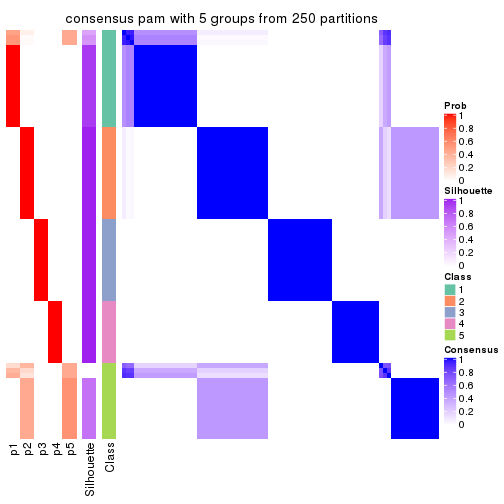 consensus pam with 5 groups from 250 partitions
Prob
1
0.8
0.6
0.4
0.2
0
Silhouette
1
0.8
0.6
0.4
0.2
0
Class
1
2
3
4
5
Consensus
1
0.8
0.6
0.4
0.2
0
p1
p2
p3
p4
p5
Silhouette
Class